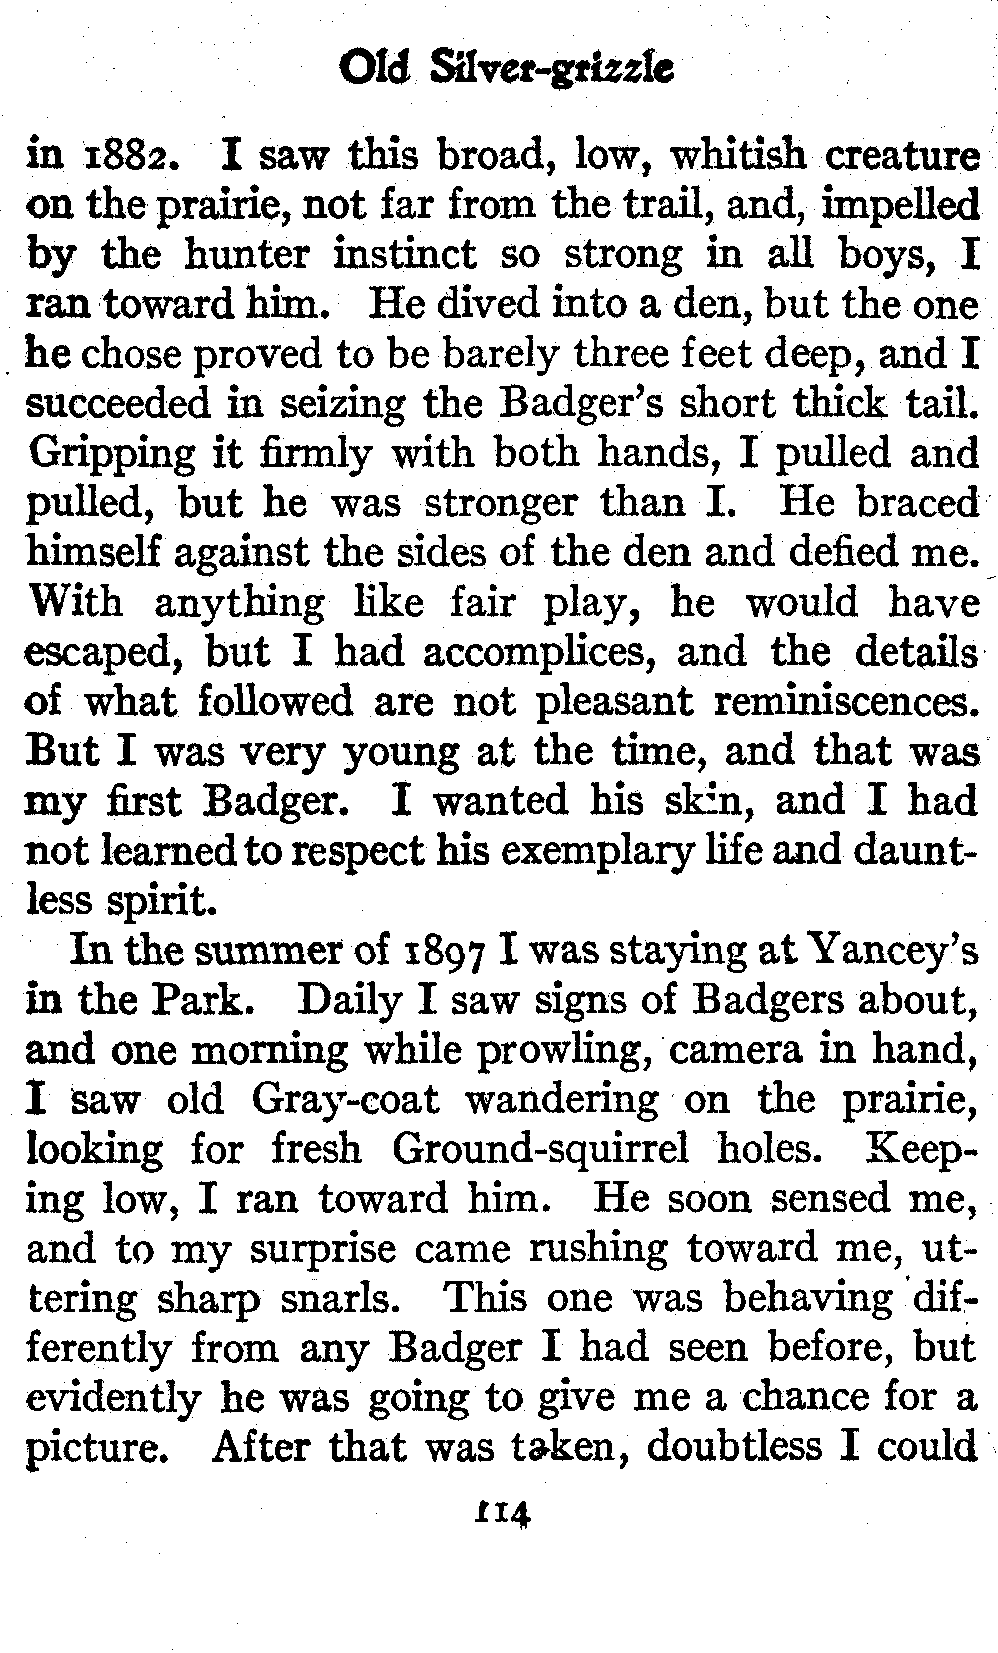 Old Silver-grizzle
in 1882. I saw this broad, low, whitish creature
on the prairie, not far from the trail, and, impelled
by the hunter instinct so strong in all boys, I
ran toward him. He dived into a den, but the one
he chose proved to be barely three feet deep, and I
succeeded in seizing the Badger's short thick tail.
Gripping it firmly with both hands, I pulled and
pulled, but he was stronger than I. He braced
himself against the sides of the den and defied me.
With anything like fair play, he would have
escaped, but I had accomplices, and the details
of what followed are not pleasant reminiscences.
But I was very young at the time, and that was
my first Badger. I wanted his skin, and I had
not learned to respect his exemplary life and daunt-
less spirit.
In the summer of 1897 I was staying at Yancey's
in the Park. Daily I saw signs of Badgers about,
and one morning while prowling, camera in hand,
I saw old Gray-coat wandering on the prairie,
looking for fresh Ground-squirrel holes. Keep-
ing low, I ran toward him. He soon sensed me,
and to my surprise came rushing toward me, ut-
tering sharp snarls. This one was behaving dif-
ferently from any Badger I had seen before, but
evidently he was going to give me a chance for a
picture. After that was taken, doubtless I could
114